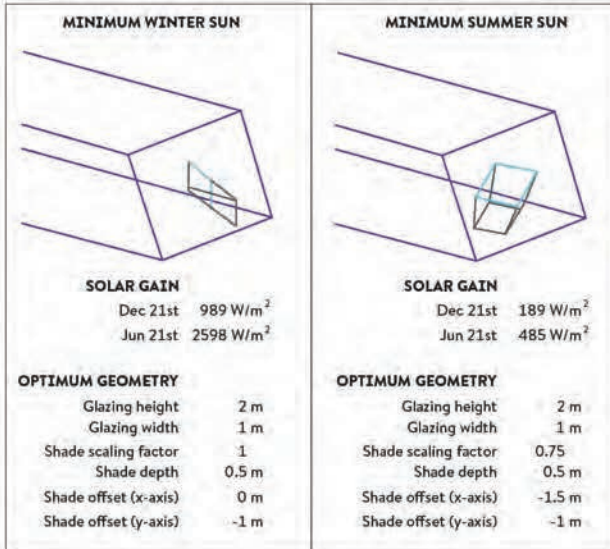 MINIMUM WINTER SUN
SOLAR GAIN
Dec 21st 989 W/m²
Jun 21st 2598 W/m²
OPTIMUM GEOMETRY
Glazing height 2 m
Glazing width 1 m
Shade scaling factor 1
Shade depth 0.5 m
Shade offset (x-axis) 0 m
Shade offset (y-axis) -1 m
MINIMUM SUMMER SUN
SOLAR GAIN
Dec 21st 189 W/m²
Jun 21st 485 W/m²
OPTIMUM GEOMETRY
Glazing height 2 m
Glazing width 1 m
Shade scaling factor 0.75
Shade depth 0.5 m
Shade offset (x-axis) -1.5 m
Shade offset (y-axis) -1 m